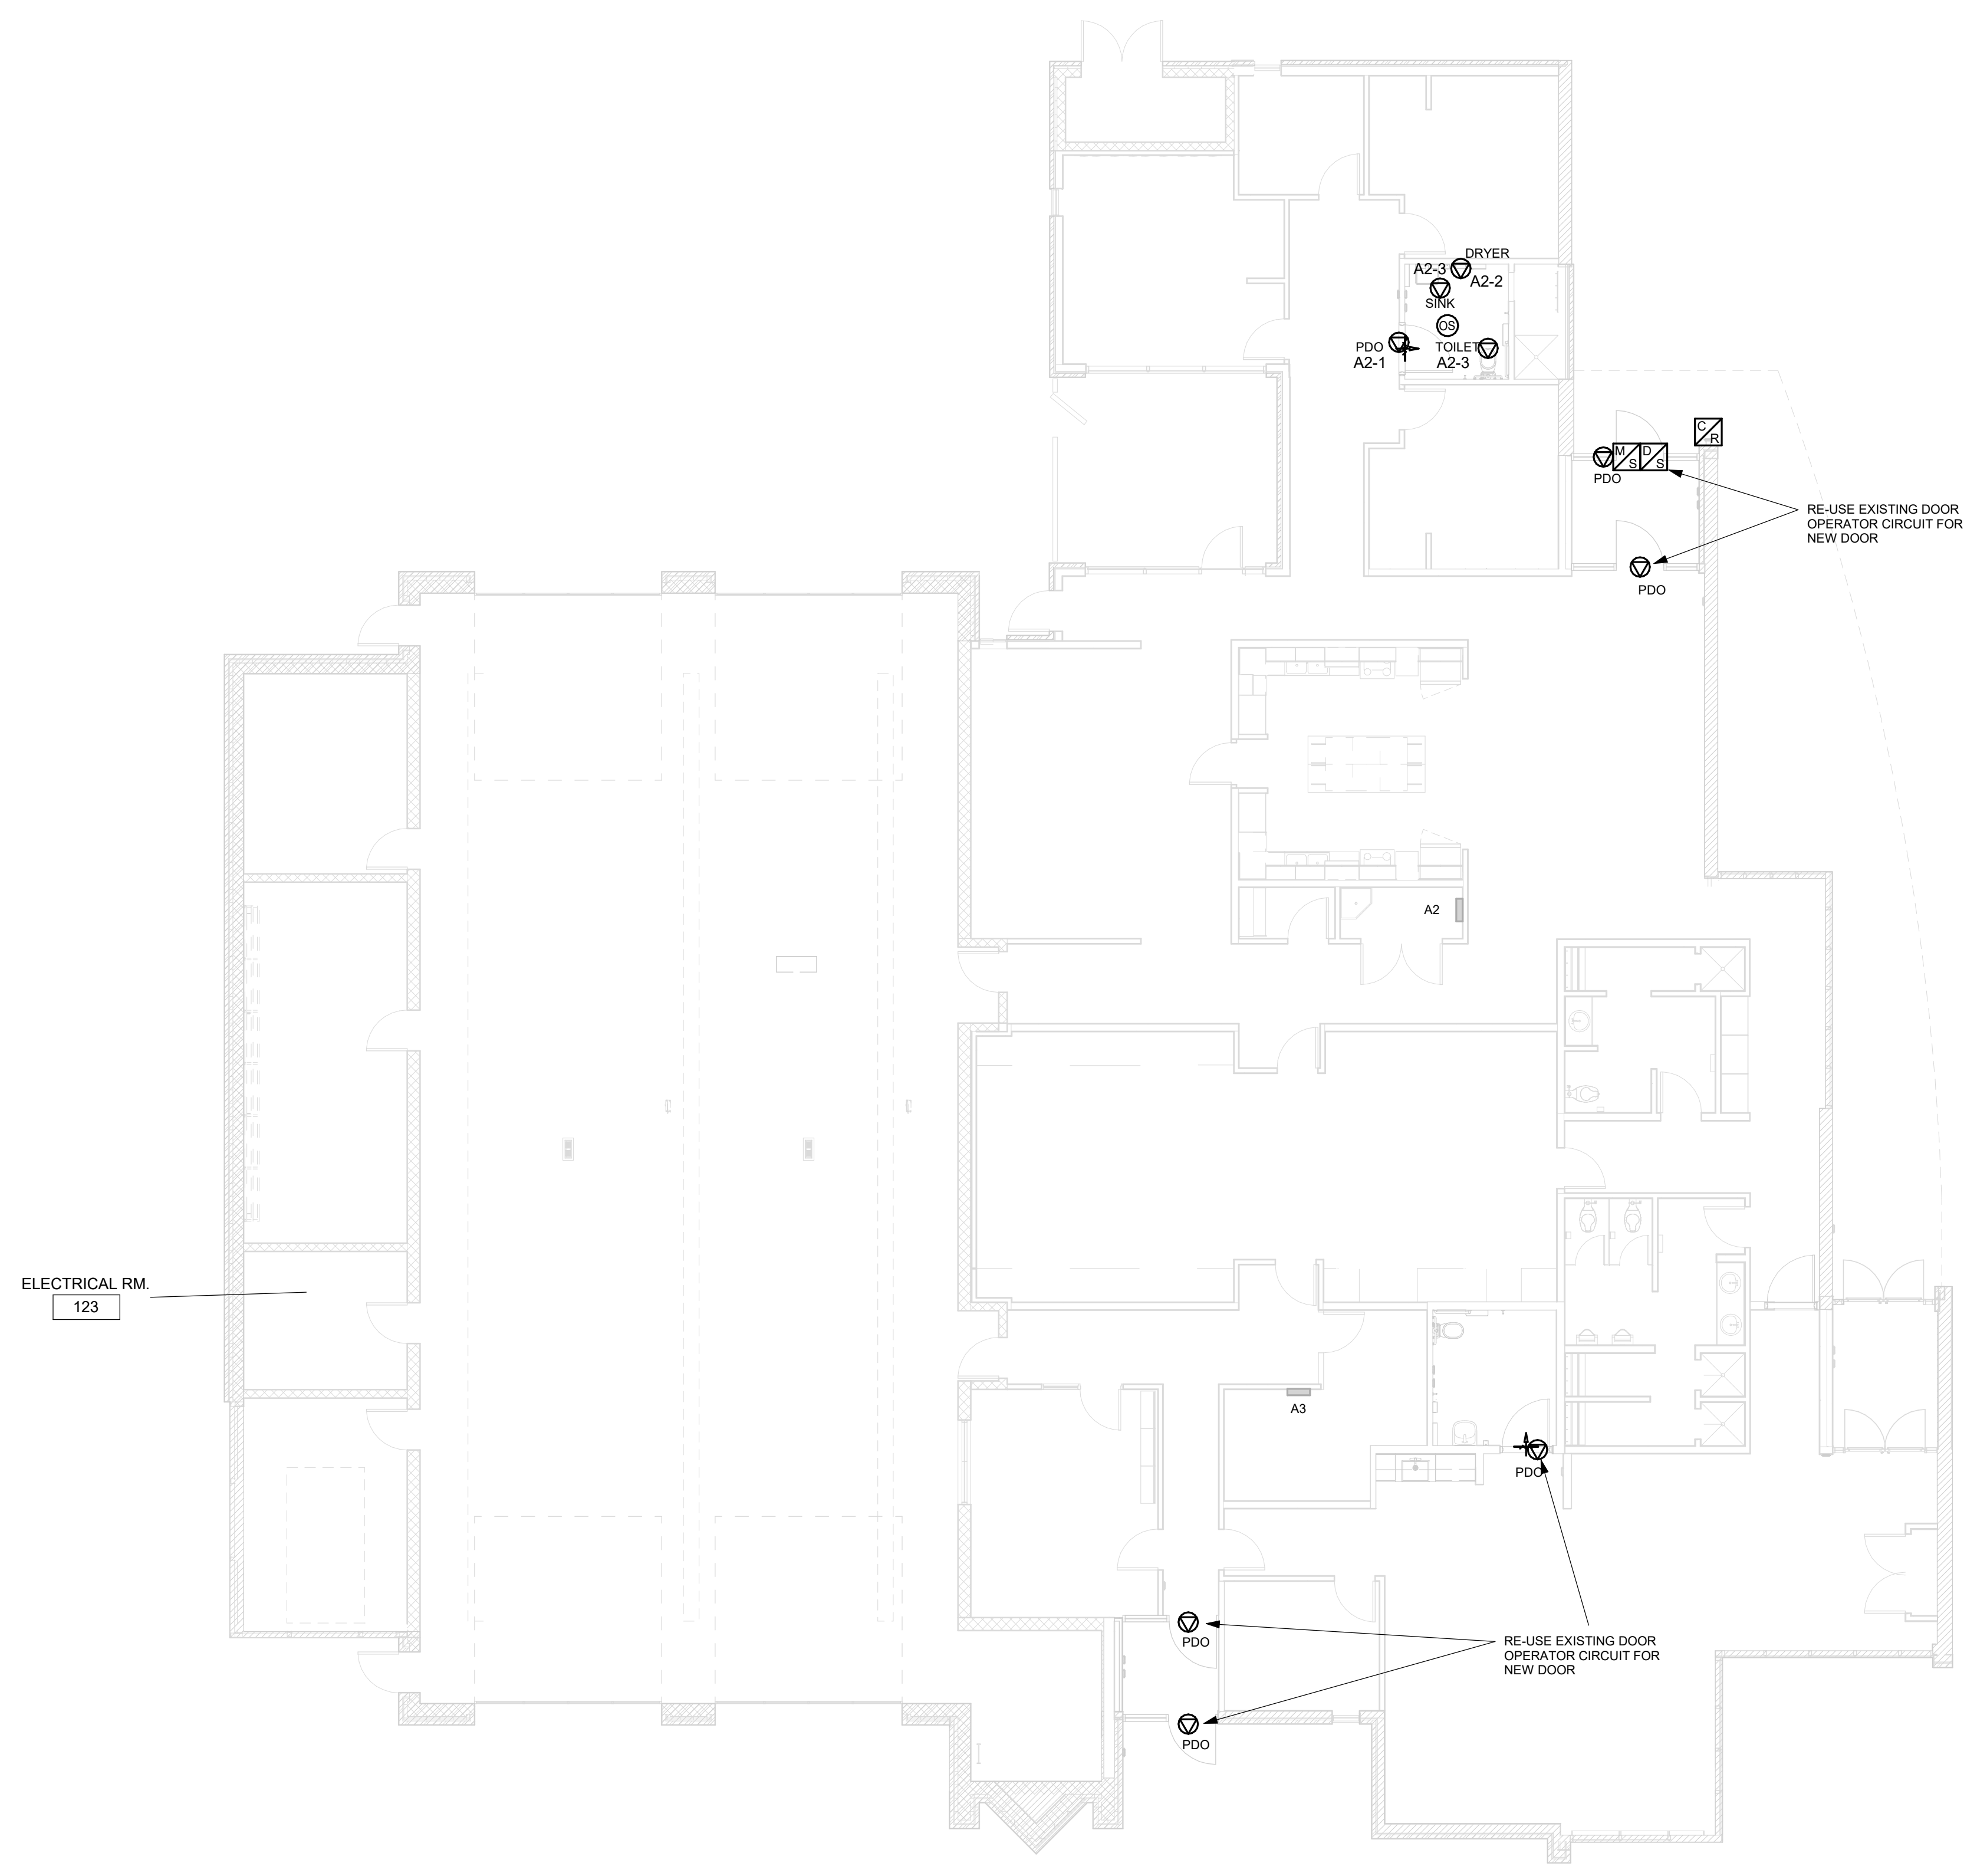 DRYER
A2-3
A2-2
SINK
OS
PDO
TOILET
A2-1
A2-3
C
R
M
S
D
S
PDO
RE-USE EXISTING DOOR
OPERATOR CIRCUIT FOR
NEW DOOR
PDO
A2
ELECTRICAL RM.
123
A3
PDO
PDO
RE-USE EXISTING DOOR
OPERATOR CIRCUIT FOR
NEW DOOR
PDO